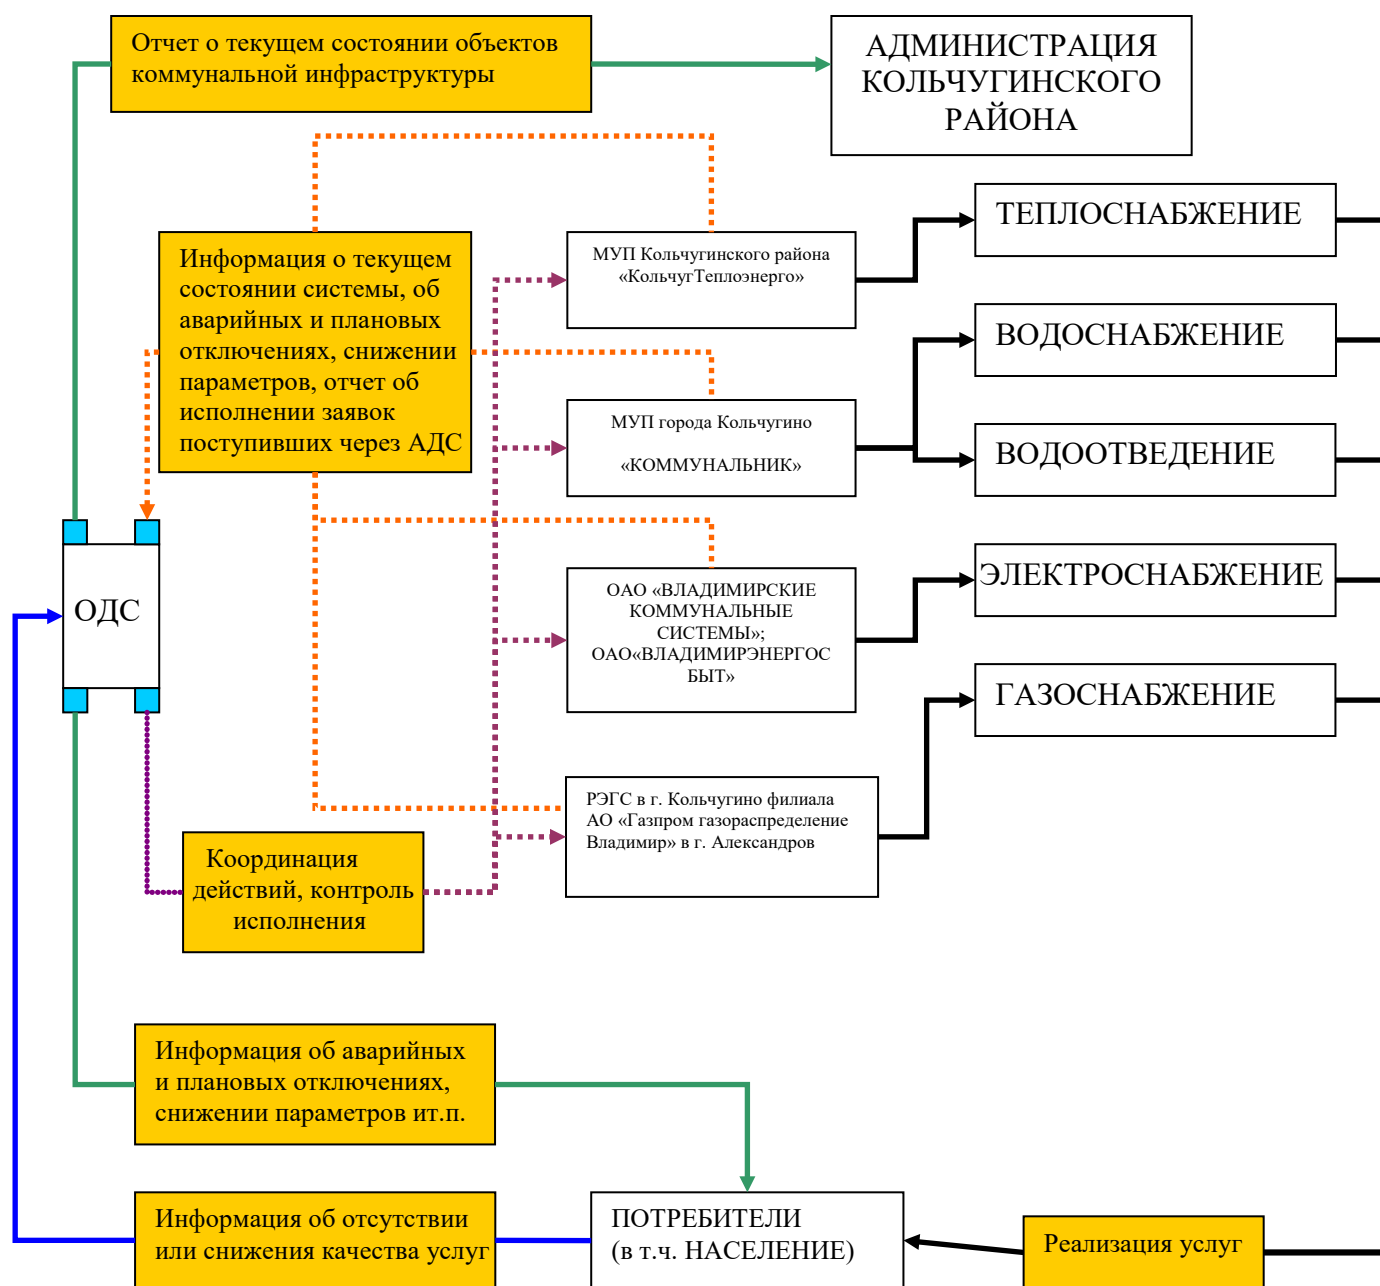 Отчет о текущем состоянии объектов
коммунальной инфраструктуры
АДМИНИСТРАЦИЯ
КОЛЬЧУГИНСКОГО
РАЙОНА
ТЕПЛОСНАБЖЕНИЕ
Информация о текущем
состоянии системы, об
аварийных и плановых
отключениях, снижении
параметров, отчет об
исполнении заявок
поступивших через АДС
МУП Кольчугинского района
«КольчугТеплоэнерго»
ВОДОСНАБЖЕНИЕ
МУП города Кольчугино
«КОММУНАЛЬНИК»
ВОДООТВЕДЕНИЕ
ОДС
ОАО «ВЛАДИМИРСКИЕ
КОММУНАЛЬНЫЕ
СИСТЕМЫ»;
ОАО«ВЛАДИМИРЭНЕРГОС
БЫТ»
ЭЛЕКТРОСНАБЖЕНИЕ
ГАЗОСНАБЖЕНИЕ
РЭГС в г. Кольчугино филиала
АО «Газпром газораспределение
Владимир» в г. Александров
Координация
действий, контроль
исполнения
Информация об аварийных
и плановых отключениях,
снижении параметров ит.п.
Информация об отсутствии
или снижения качества услуг
ПОТРЕБИТЕЛИ
(в т.ч. НАСЕЛЕНИЕ)
Реализация услуг